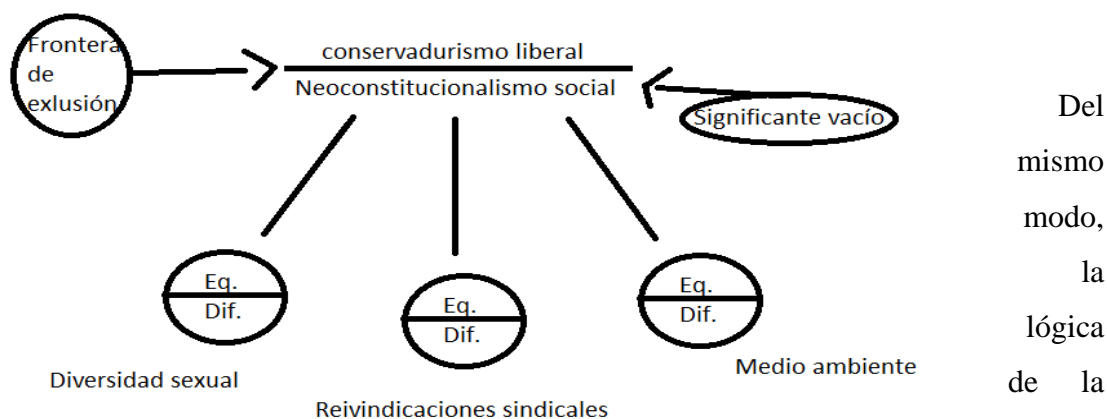 Frontera
de
exlusión
conservadurismo liberal
Neoconstitucionalismo social
Significante vacío
Eq.
Dif.
Eq.
Dif.
Eq.
Dif.
Diversidad sexual
Reivindicaciones sindicales
Medio ambiente
Del
mismo
modo,
la
lógica
de la